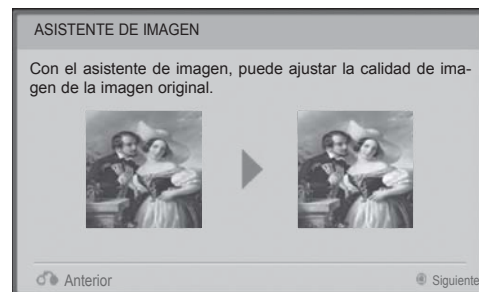 ASISTENTE DE IMAGEN
Con el asistente de imagen, puede ajustar la calidad de ima-
gen de la imagen original.
Anterior
Siguiente